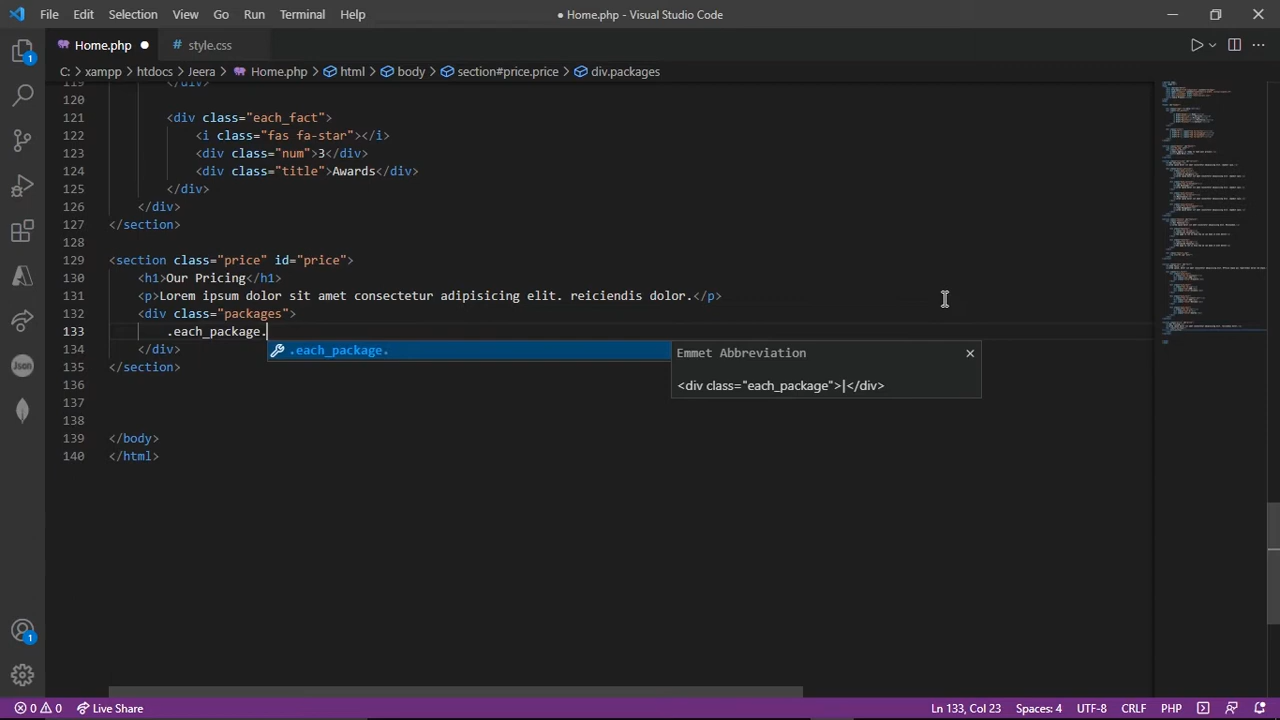 File Edit Selection View Go Run Terminal Help
● Home.php - Visual Studio Code
Home.php ● style.css
C: > xampp > htdocs > Jeera > Home.php > html > body > section#price.price > div.packages
119 </div>
120
121 <div class="each_fact">
122 <i class="fas fa-star"></i>
123 <div class="num">3</div>
124 <div class="title">Awards</div>
125 </div>
126 </div>
127 </section>
128
129 <section class="price" id="price">
130 <h1>Our Pricing</h1>
131 <p>Lorem ipsum dolor sit amet consectetur adipisicing elit. reiciendis dolor.</p>
132 <div class="packages">
133 .each_package.
.each_package.
Emmet Abbreviation
<div class="each_package">|</div>
134 </div>
135 </section>
136
137
138
139 </body>
140 </html>
1
Json
1
0 0 Live Share
Ln 133, Col 23 Spaces: 4 UTF-8 CRLF PHP